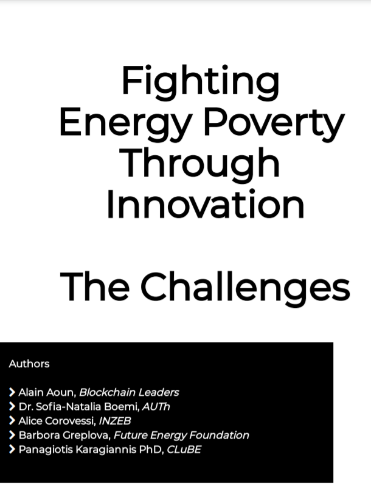 Fighting
Energy Poverty
Through
Innovation
The Challenges
Authors
Alain Aoun, Blockchain Leaders
Dr. Sofia-Natalia Boemi, AUTh
Alice Corovessi, INZEB
Barbora Greplova, Future Energy Foundation
Panagiotis Karagiannis PhD, CLuBE